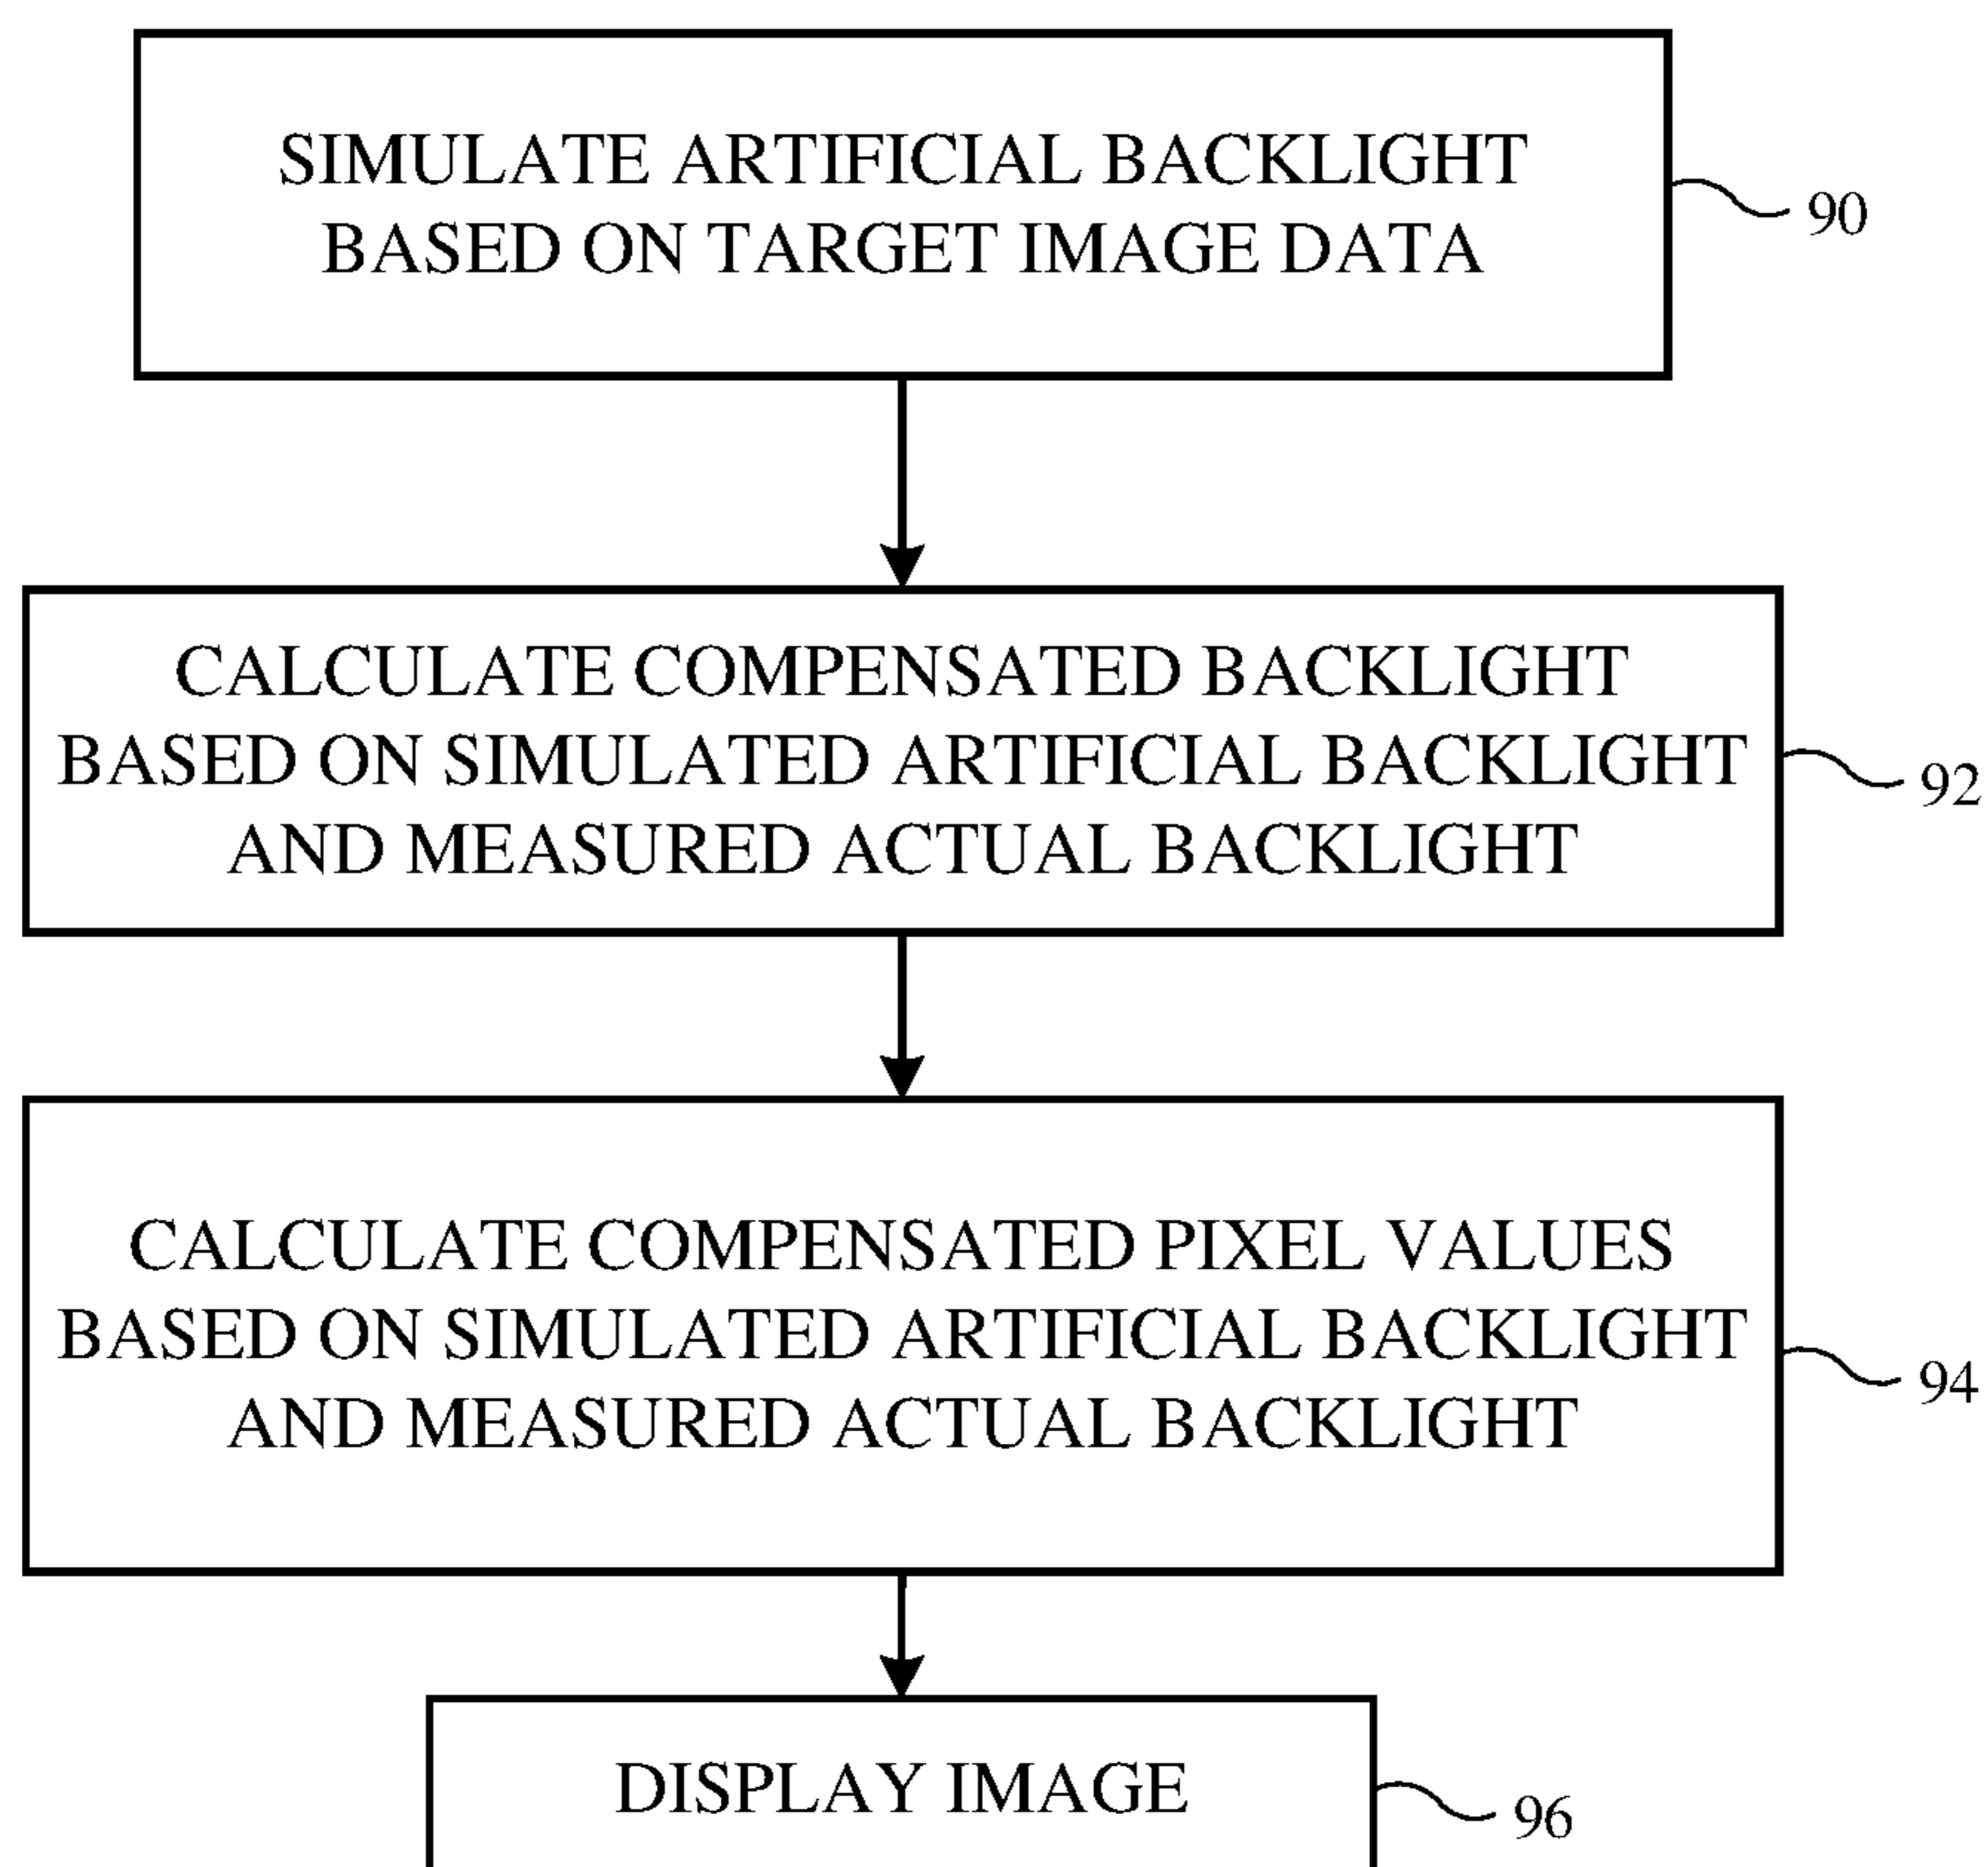 SIMULATE ARTIFICIAL BACKLIGHT
BASED ON TARGET IMAGE DATA
90
CALCULATE COMPENSATED BACKLIGHT
BASED ON SIMULATED ARTIFICIAL BACKLIGHT
AND MEASURED ACTUAL BACKLIGHT
92
CALCULATE COMPENSATED PIXEL VALUES
BASED ON SIMULATED ARTIFICIAL BACKLIGHT
AND MEASURED ACTUAL BACKLIGHT
94
DISPLAY IMAGE
96